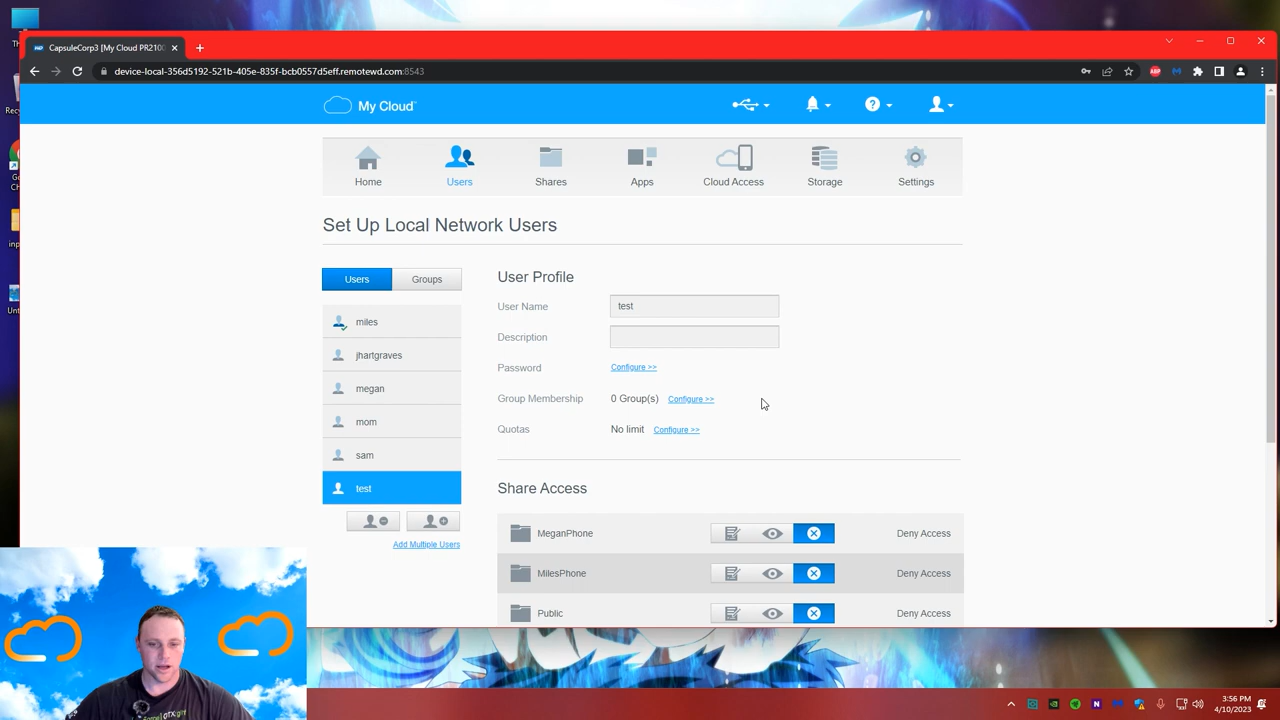 CapsuleCorp3 [My Cloud PR2100
device-local-356d5192-521b-405e-835f-bcb0557d5eff.remotewd.com:8543
My Cloud
Home
Users
Shares
Apps
Cloud Access
Storage
Settings
Set Up Local Network Users
Users
Groups
miles
jhartgraves
megan
mom
sam
test
Add Multiple Users
User Profile
User Name
test
Description
Password
Configure >>
Group Membership
0 Group(s)
Configure >>
Quotas
No limit
Configure >>
Share Access
MeganPhone
Deny Access
MilesPhone
Deny Access
Public
Deny Access
3:56 PM
4/10/2023